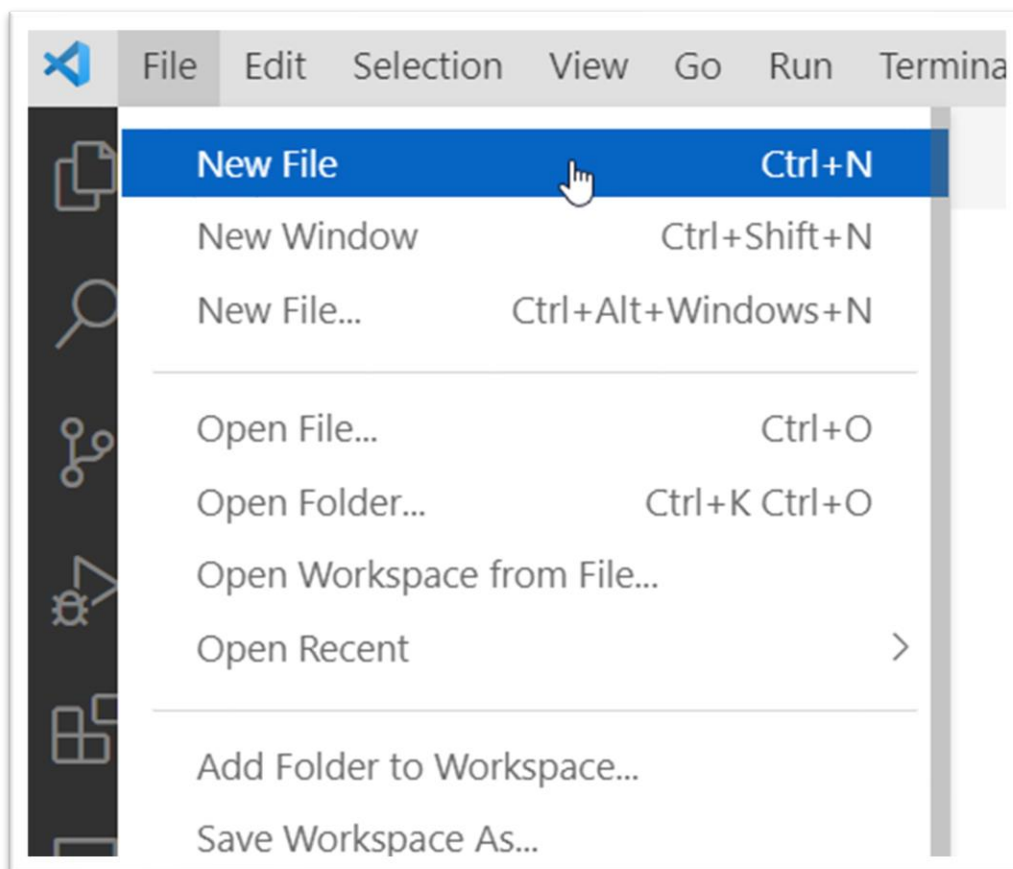 File Edit Selection View Go Run Termina
New File Ctrl+N
New Window Ctrl+Shift+N
New File... Ctrl+Alt+Windows+N
Open File... Ctrl+O
Open Folder... Ctrl+K Ctrl+O
Open Workspace from File...
Open Recent
Add Folder to Workspace...
Save Workspace As...